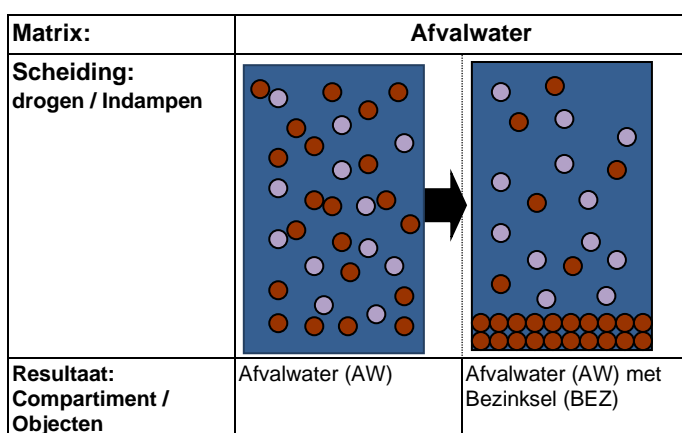 Matrix:
Afvalwater
Scheiding:
drogen / Indampen
Resultaat:
Compartiment /
Objecten
Afvalwater (AW)
Afvalwater (AW) met
Bezinksel (BEZ)